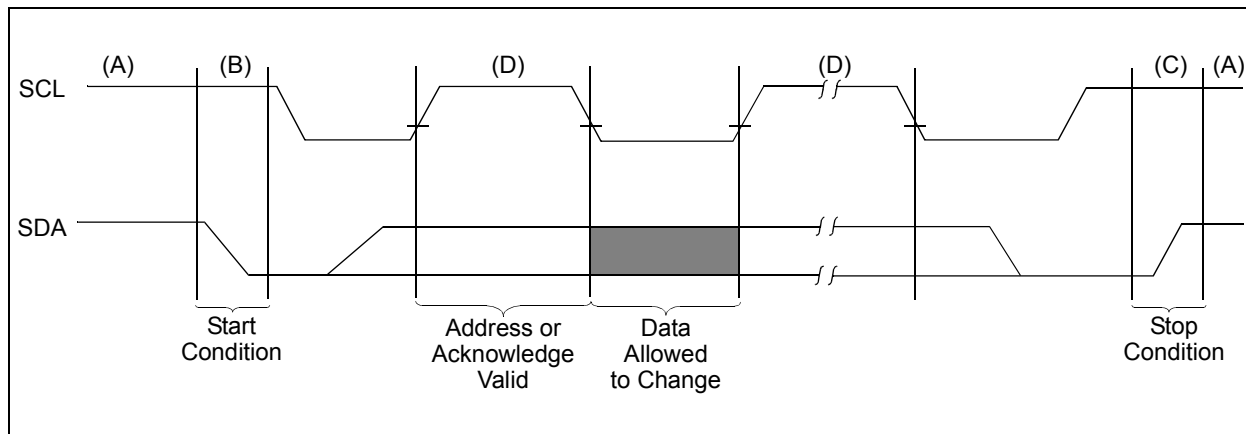 (A) (B) (D) (D) (C) (A)
SCL
SDA
Start
Condition
Address or
Acknowledge
Valid
Data
Allowed
to Change
Stop
Condition